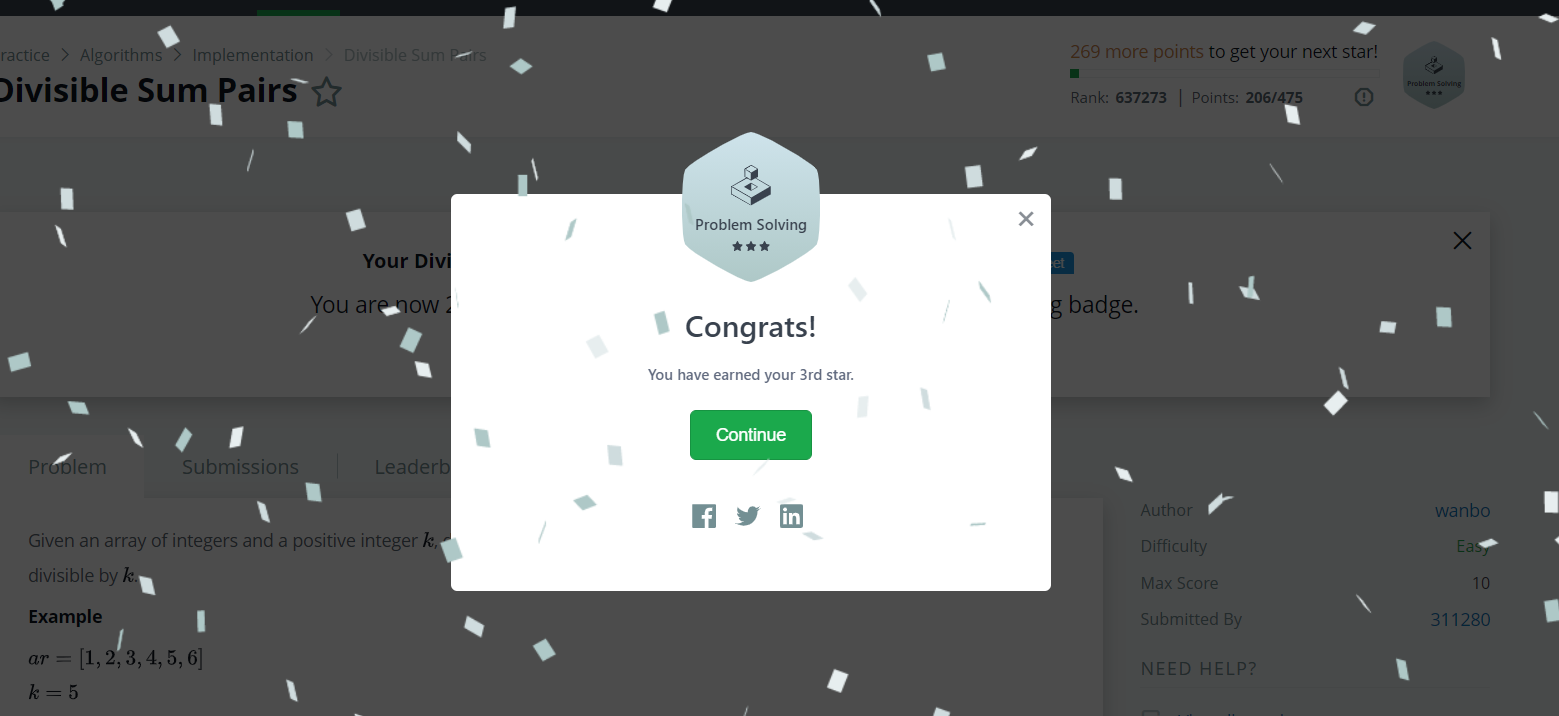 ractice > Algorithms > Implementation > Divisible Sum Pairs
Divisible Sum Pairs
269 more points to get your next star!
Rank: 637273 | Points: 206/475
Problem Solving
★★★
Problem Solving
★★★
Your Divi
et
You are now 2
g badge.
Congrats!
You have earned your 3rd star.
Continue
Problem
Submissions
Leaderb
Given an array of integers and a positive integer k,
divisible by k.
Example
ar = [1, 2, 3, 4, 5, 6]
k = 5
Author wanbo
Difficulty Easy
Max Score 10
Submitted By 311280
NEED HELP?